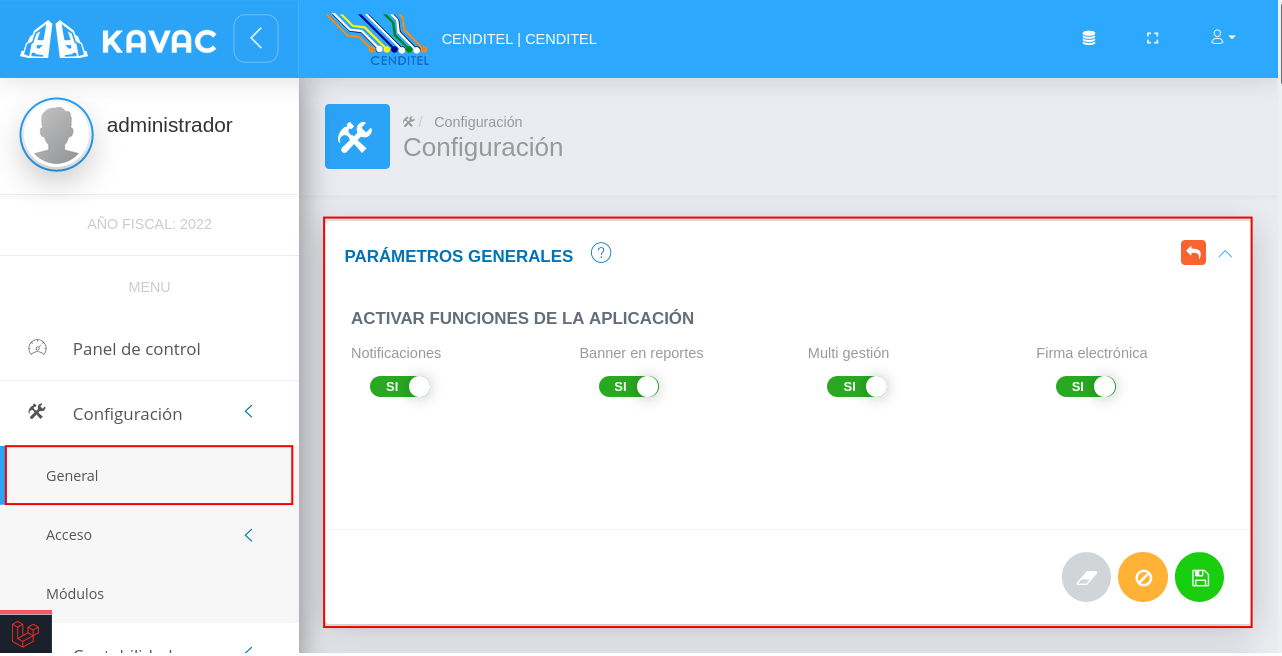 KAVAC
CENDITEL
CENDITEL | CENDITEL
administrador
AÑO FISCAL: 2022
MENU
Panel de control
Configuración
General
Acceso
Módulos
/ Configuración
Configuración
PARÁMETROS GENERALES ?
ACTIVAR FUNCIONES DE LA APLICACIÓN
Notificaciones Banner en reportes Multi gestión Firma electrónica
SI SI SI SI